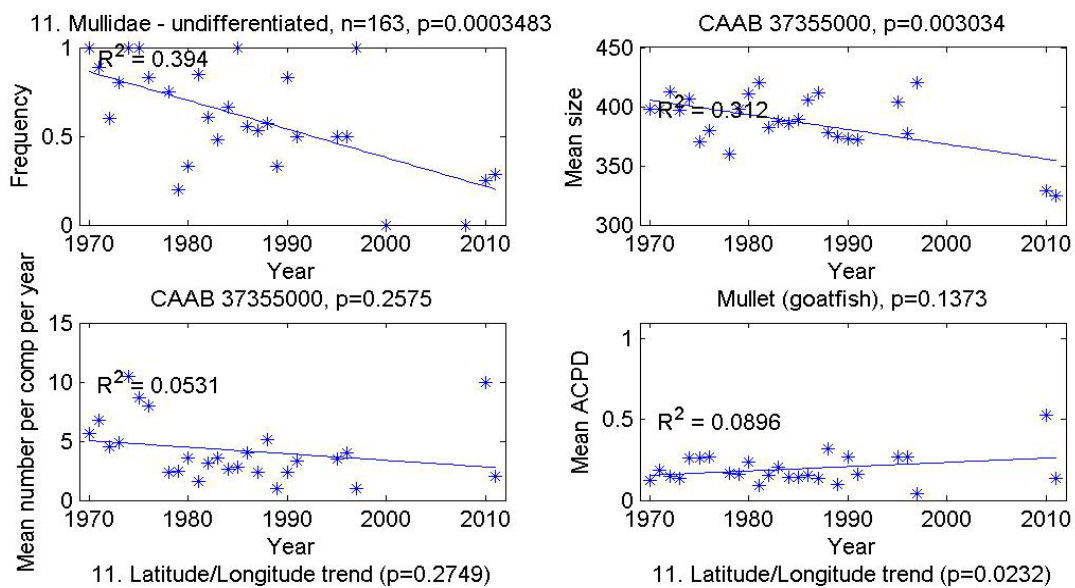 11. Mullidae - undifferentiated, n=163, p=0.0003483
CAAB 37355000, p=0.003034
1
0.5
0
Frequency
R² = 0.394
1970 1980 1990 2000 2010
Year
450
400
350
300
Mean size
R² = 0.312
1970 1980 1990 2000 2010
Year
CAAB 37355000, p=0.2575
Mullet (goatfish), p=0.1373
15
10
5
0
Mean number per comp per year
R² = 0.0531
1970 1980 1990 2000 2010
Year
1
0.5
0
Mean ACPD
R² = 0.0896
1970 1980 1990 2000 2010
Year
11. Latitude/Longitude trend (p=0.2749)
11. Latitude/Longitude trend (p=0.0232)